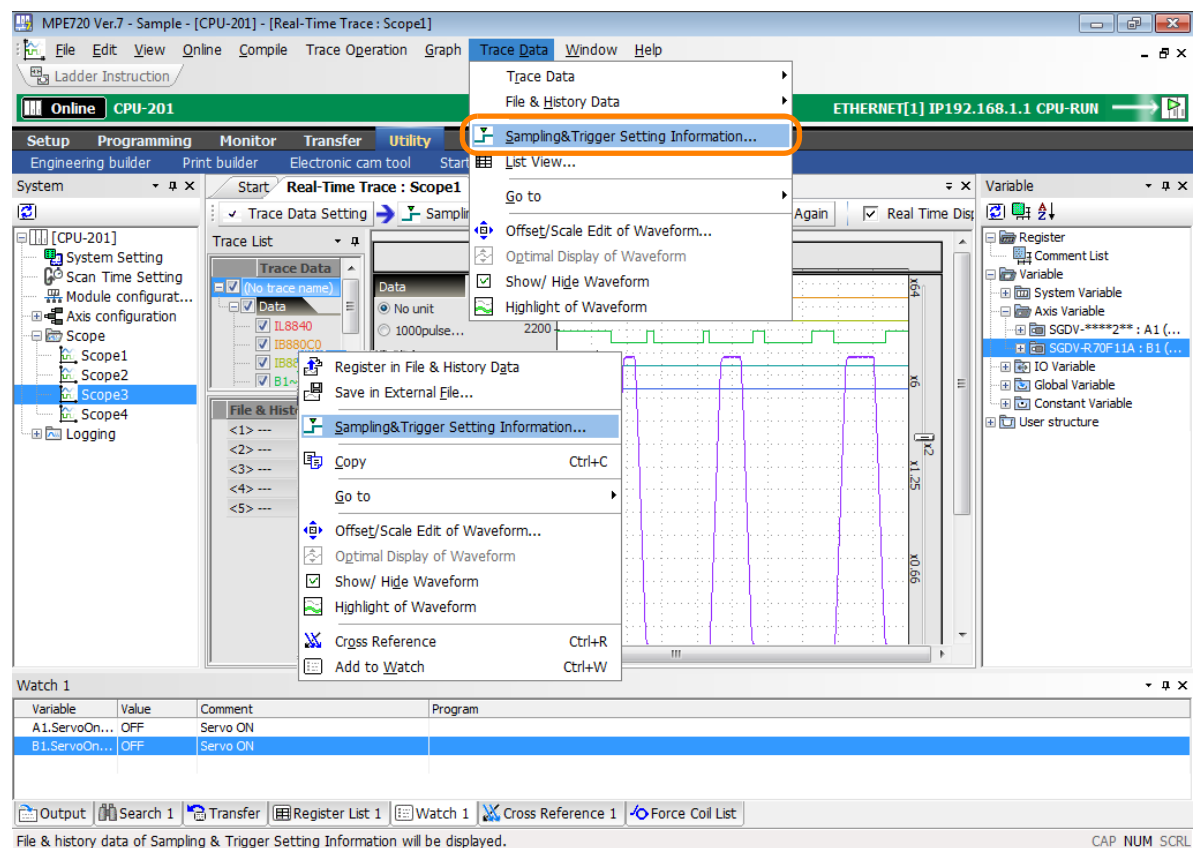 MPE720 Ver.7 - Sample - [CPU-201] - [Real-Time Trace : Scope1]
File Edit View Online Compile Trace Operation Graph Trace Data Window Help
Ladder Instruction
Trace Data
File & History Data
Sampling&Trigger Setting Information...
List View...
Go to
Offset/Scale Edit of Waveform...
Optimal Display of Waveform
Show/ Hide Waveform
Highlight of Waveform
Online CPU-201 ETHERNET[1] IP192.168.1.1 CPU-RUN
Setup Programming Monitor Transfer Utility
Engineering builder Print builder Electronic cam tool Start
System
[CPU-201]
System Setting
Scan Time Setting
Module configurat...
Axis configuration
Scope
Scope1
Scope2
Scope3
Scope4
Logging
Start Real-Time Trace : Scope1
Trace Data Setting Samplin Again Real Time Disp
Trace List
Trace Data
(No trace name)
Data
IL8840
IB880C0
IB88
B1~
File & Histo
<1> ---
<2> ---
<3> ---
<4> ---
<5> ---
Data
No unit
1000pulse...
2200
x64
x6
x2
x1.25
x0.66
Register in File & History Data
Save in External File...
Sampling&Trigger Setting Information...
Copy Ctrl+C
Go to
Offset/Scale Edit of Waveform...
Optimal Display of Waveform
Show/ Hide Waveform
Highlight of Waveform
Cross Reference Ctrl+R
Add to Watch Ctrl+W
Variable
Register
Comment List
Variable
System Variable
Axis Variable
SGDV-****2** : A1 (...
SGDV-R70F11A : B1 (...
IO Variable
Global Variable
Constant Variable
User structure
Watch 1
Variable Value Comment Program
A1.ServoOn... OFF Servo ON
B1.ServoOn... OFF Servo ON
Output Search 1 Transfer Register List 1 Watch 1 Cross Reference 1 Force Coil List
File & history data of Sampling & Trigger Setting Information will be displayed. CAP NUM SCRL